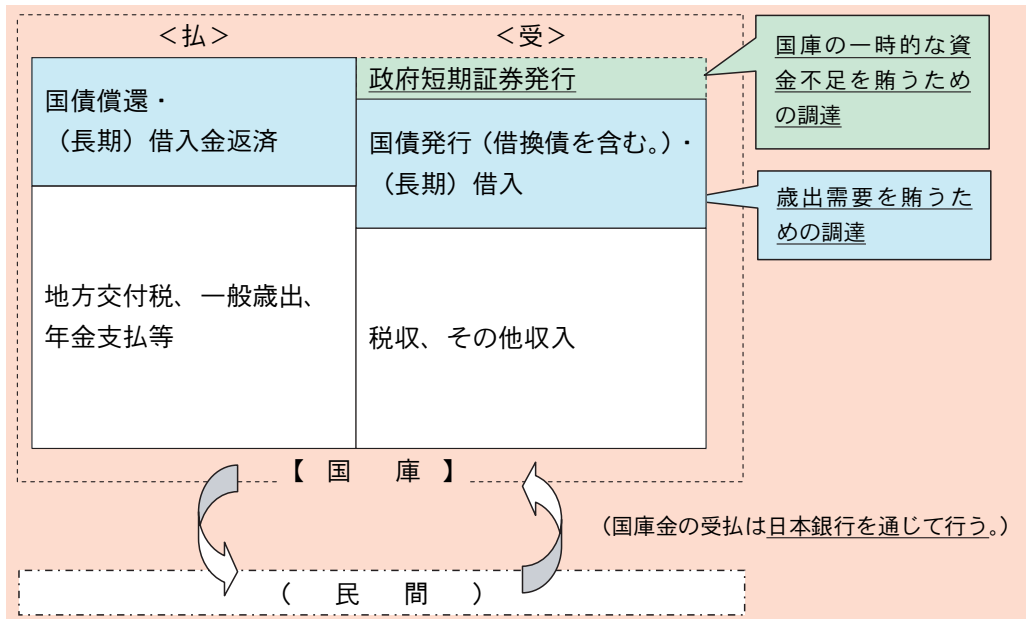 ＜払＞
＜受＞
国債償還・
（長期）借入金返済
地方交付税、一般歳出、
年金支払等
政府短期証券発行
国債発行（借換債を含む。）・
（長期）借入
税収、その他収入
国庫の一時的な資
金不足を賄うため
の調達
歳出需要を賄うた
めの調達
【　国　　庫　】
（国庫金の受払は日本銀行を通じて行う。）
（　民　　間　）